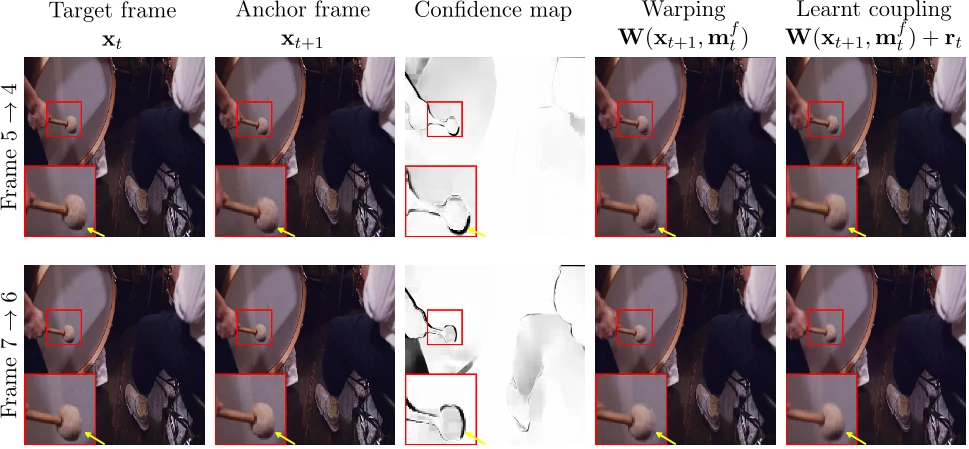 Target frame Anchor frame Confidence map Warping Learnt coupling
x_t x_{t+1} W(x_{t+1}, m_t^f) W(x_{t+1}, m_t^f) + r_t
Frame 5 → 4
Frame 7 → 6